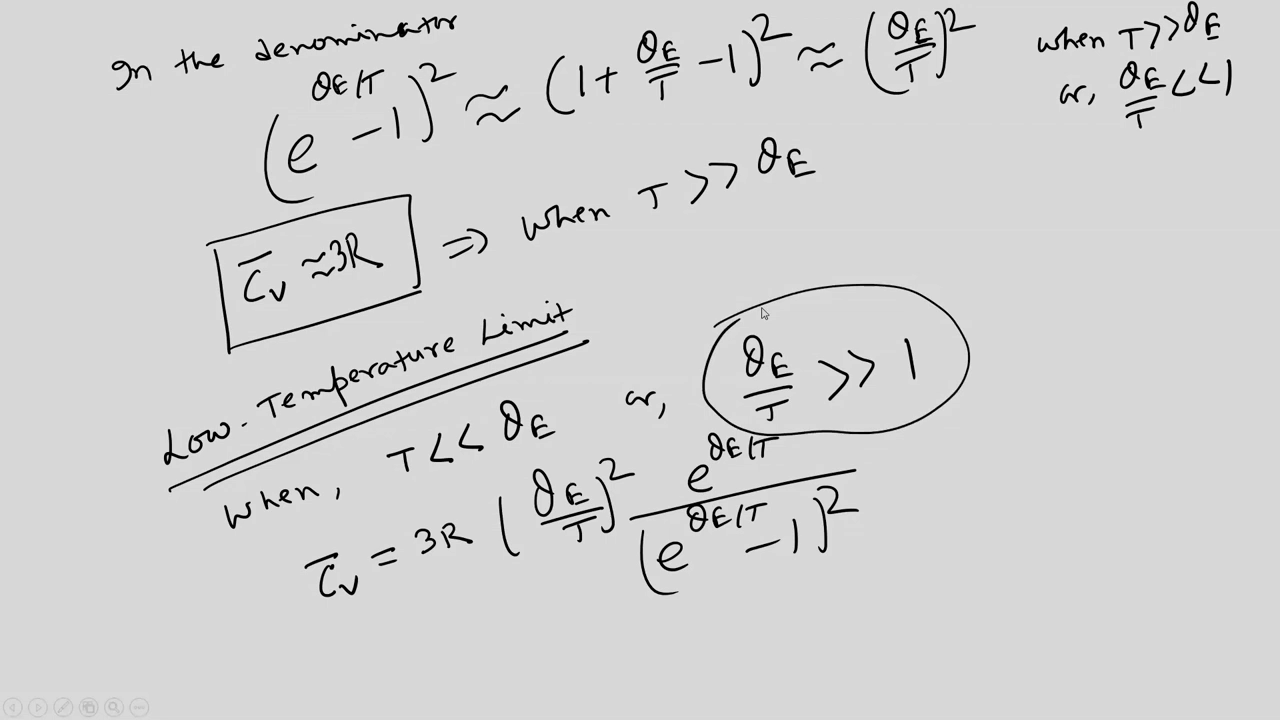 In the denominator
(e^{θE/T} - 1)^2 ≈ (1 + θE/T - 1)^2 ≈ (θE/T)^2
when T >> θE
or, θE/T << 1
C̄v ≈ 3R ⇒ when T >> θE
Low-Temperature Limit
when, T << θE or, θE/T >> 1
C̄v = 3R (θE/T)^2 e^{θE/T}/(e^{θE/T} - 1)^2